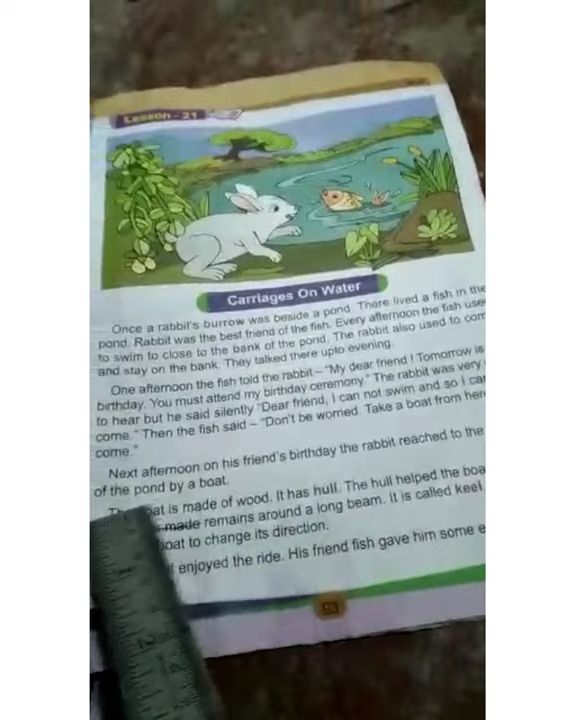 Lesson - 21
Carriages On Water
Once a rabbit's burrow was beside a pond. There lived a fish in the
pond. Rabbit was the best friend of the fish. Every afternoon the fish use
to swim to close to the bank of the pond. The rabbit also used to com
and stay on the bank. They talked there upto evening.
One afternoon the fish told the rabbit – "My dear friend ! Tomorrow is
birthday. You must attend my birthday ceremony." The rabbit was very
to hear but he said silently "Dear friend, I can not swim and so I can
come." Then the fish said – "Don't be worried. Take a boat from here
come."
Next afternoon on his friend's birthday the rabbit reached to the
of the pond by a boat.
boat is made of wood. It has hull. The hull helped the boa
made remains around a long beam. It is called keel
boat to change its direction.
enjoyed the ride. His friend fish gave him some e
53